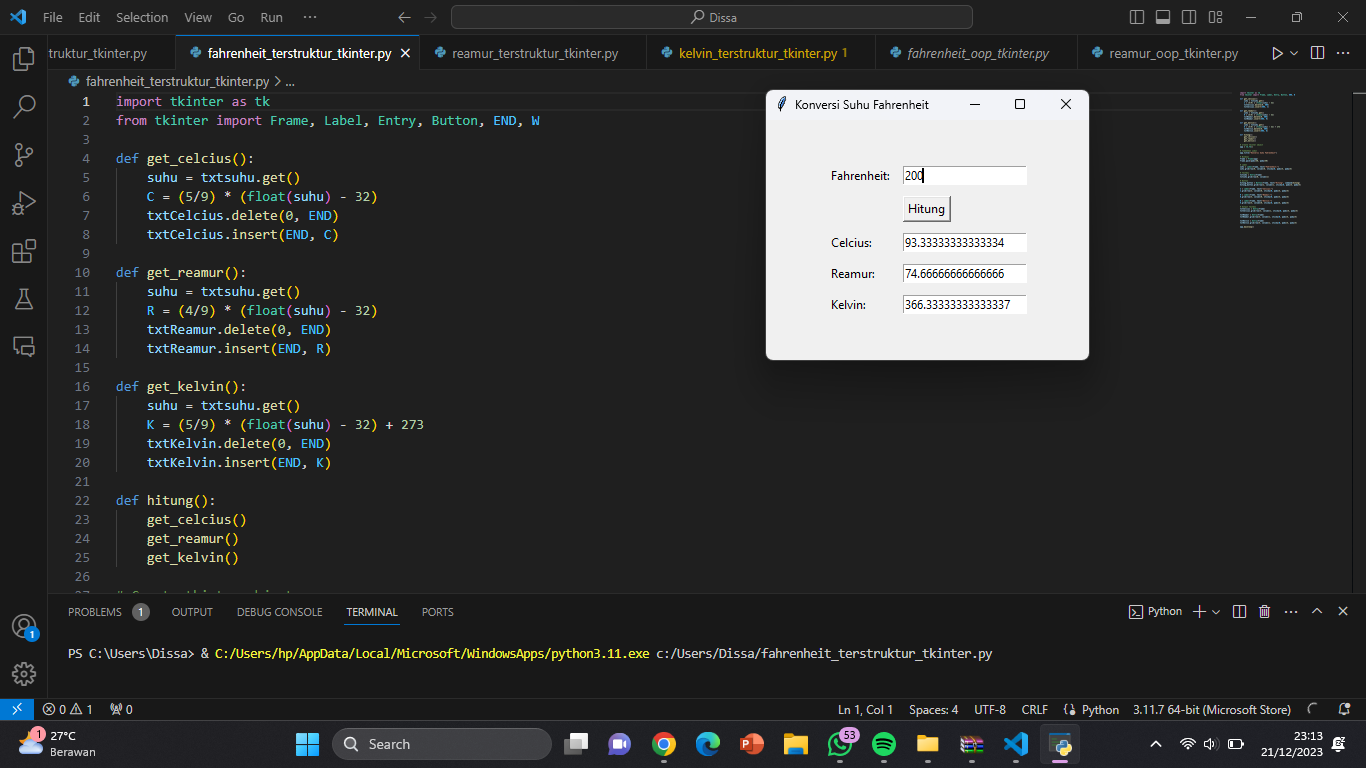 File Edit Selection View Go Run ··· Dissa
truktur_tkinter.py fahrenheit_terstruktur_tkinter.py reamur_terstruktur_tkinter.py kelvin_terstruktur_tkinter.py 1 fahrenheit_oop_tkinter.py reamur_oop_tkinter.py
fahrenheit_terstruktur_tkinter.py > ...
1 import tkinter as tk
2 from tkinter import Frame, Label, Entry, Button, END, W
3
4 def get_celcius():
5 suhu = txtsuhu.get()
6 C = (5/9) * (float(suhu) - 32)
7 txtCelcius.delete(0, END)
8 txtCelcius.insert(END, C)
9
10 def get_reamur():
11 suhu = txtsuhu.get()
12 R = (4/9) * (float(suhu) - 32)
13 txtReamur.delete(0, END)
14 txtReamur.insert(END, R)
15
16 def get_kelvin():
17 suhu = txtsuhu.get()
18 K = (5/9) * (float(suhu) - 32) + 273
19 txtKelvin.delete(0, END)
20 txtKelvin.insert(END, K)
21
22 def hitung():
23 get_celcius()
24 get_reamur()
25 get_kelvin()
26
Konversi Suhu Fahrenheit
Fahrenheit: 200
Hitung
Celcius: 93.33333333333334
Reamur: 74.66666666666666
Kelvin: 366.33333333333337
PROBLEMS 1 OUTPUT DEBUG CONSOLE TERMINAL PORTS Python
PS C:\Users\Dissa> & C:/Users/hp/AppData/Local/Microsoft/WindowsApps/python3.11.exe c:/Users/Dissa/fahrenheit_terstruktur_tkinter.py
1
0 1 0 Ln 1, Col 1 Spaces: 4 UTF-8 CRLF Python 3.11.7 64-bit (Microsoft Store)
1 27°C
Berawan
Search
53
23:13
21/12/2023